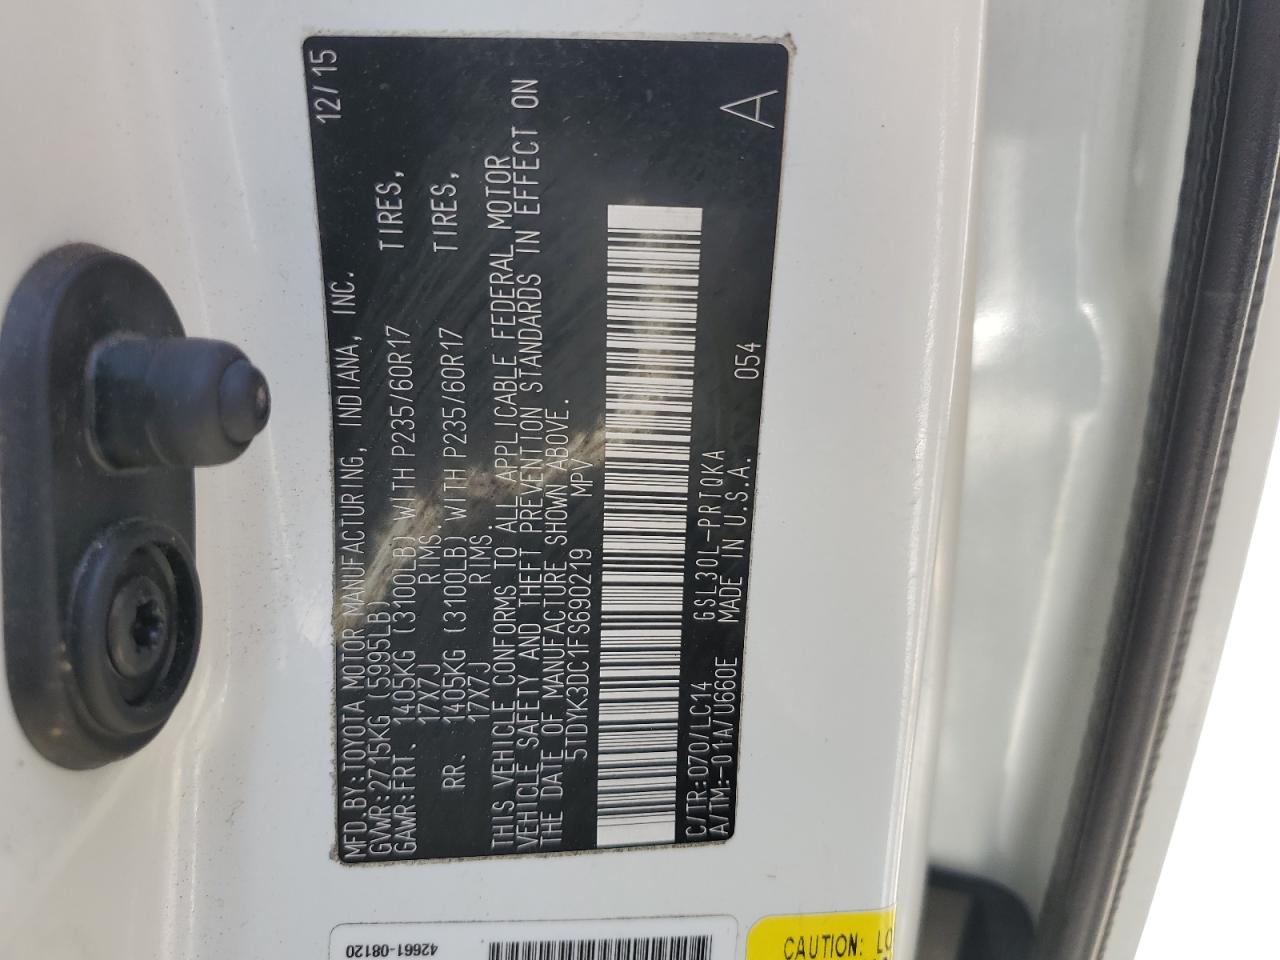 MFD.BY:TOYOTA MOTOR MANUFACTURING, INDIANA, INC. 12/15
GVWR:2715KG (5995LB)
GAWR:FRT. 1405KG (3100LB) WITH P235/60R17 TIRES,
17X7J RIMS.
RR. 1405KG (3100LB) WITH P235/60R17 TIRES,
17X7J RIMS.
THIS VEHICLE CONFORMS TO ALL APPLICABLE FEDERAL MOTOR
VEHICLE SAFETY AND THEFT PREVENTION STANDARDS IN EFFECT ON
THE DATE OF MANUFACTURE SHOWN ABOVE.
5TDYK3DC1FS690219 MPV
C/TR:070/LC14 GSL30L-PRTQKA
A/TM:-011A/U660E MADE IN U.S.A. 054
A
42661-08120
CAUTION: LO